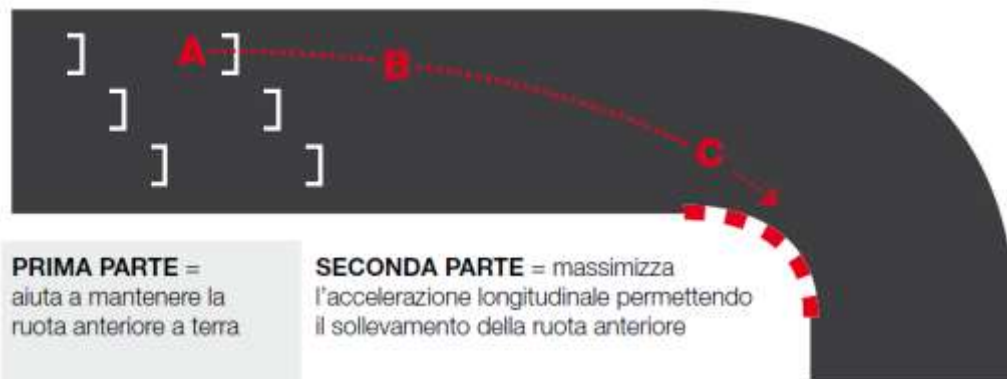 A
B
C
PRIMA PARTE =
aiuta a mantenere la
ruota anteriore a terra
SECONDA PARTE = massimizza
l'accelerazione longitudinale permettendo
il sollevamento della ruota anteriore